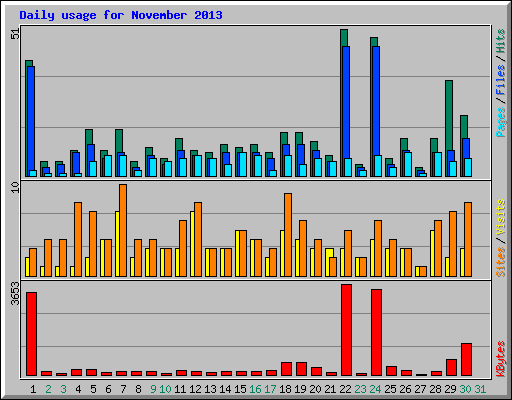 Daily usage for November 2013
51
Pages / Files / Hits
10
Sites / Visits
3653
KBytes
1 2 3 4 5 6 7 8 9 10 11 12 13 14 15 16 17 18 19 20 21 22 23 24 25 26 27 28 29 30 31